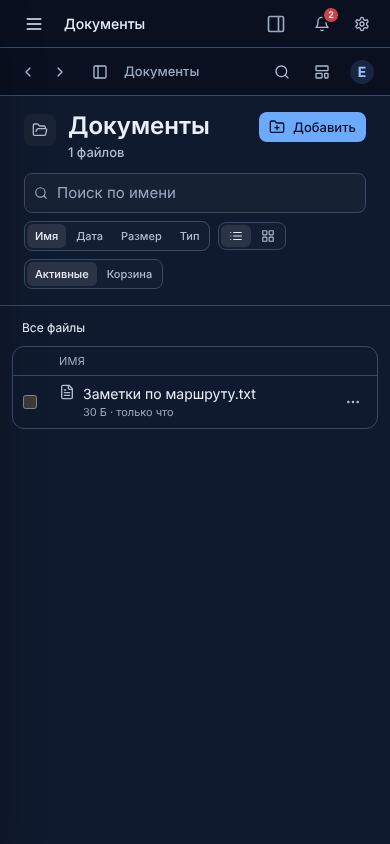 Документы
2
Документы
E
Документы
Добавить
1 файлов
Поиск по имени
Имя Дата Размер Тип
Активные Корзина
Все файлы
ИМЯ
Заметки по маршруту.txt
30 Б · только что